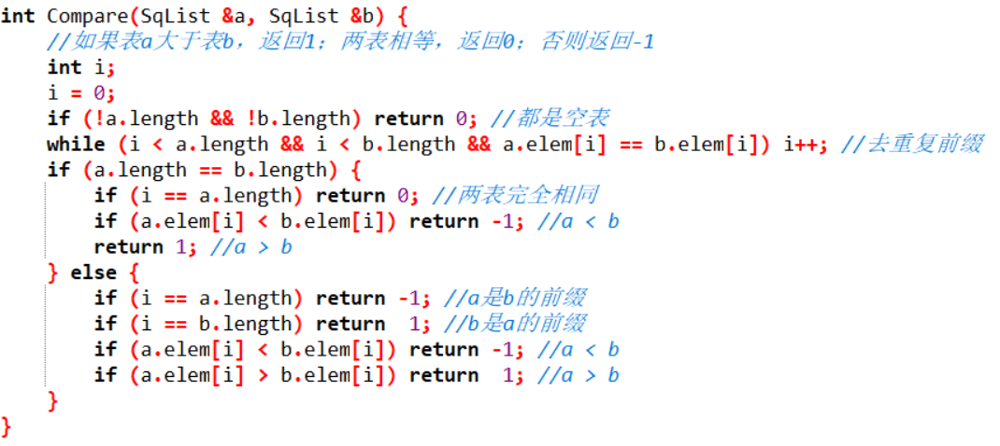 int Compare(SqList &a, SqList &b) {
    //如果表a大于表b，返回1；两表相等，返回0；否则返回-1
    int i;
    i = 0;
    if (!a.length && !b.length) return 0; //都是空表
    while (i < a.length && i < b.length && a.elem[i] == b.elem[i]) i++; //去重复前缀
    if (a.length == b.length) {
        if (i == a.length) return 0; //两表完全相同
        if (a.elem[i] < b.elem[i]) return -1; //a < b
        return 1; //a > b
    } else {
        if (i == a.length) return -1; //a是b的前缀
        if (i == b.length) return  1; //b是a的前缀
        if (a.elem[i] < b.elem[i]) return -1; //a < b
        if (a.elem[i] > b.elem[i]) return  1; //a > b
    }
}